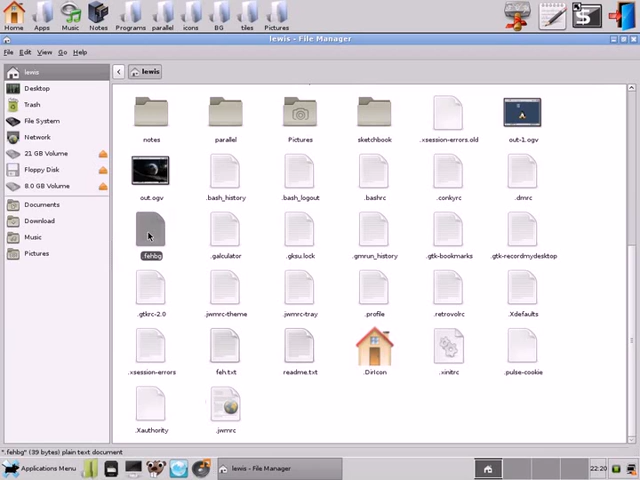 Home Apps Music Notes Programs parallel icons BG tiles Pictures
lewis - File Manager
File Edit View Go Help
lewis
lewis
Desktop
Trash
File System
Network
21 GB Volume
Floppy Disk
8.0 GB Volume
Documents
Download
Music
Pictures
notes parallel Pictures sketchbook .xsession-errors.old out-1.ogv
out.ogv .bash_history .bash_logout .bashrc .conkyrc .dmrc
.fehbg .galculator .gksu.lock .gmrun_history .gtk-bookmarks .gtk-recordmydesktop
.gtkrc-2.0 .jwmrc-theme .jwmrc-tray .profile .retrovolrc .Xdefaults
.xsession-errors feh.txt readme.txt .DirIcon .xinitrc .pulse-cookie
.Xauthority .jwmrc
".fehbg" (39 bytes) plain text document
Applications Menu lewis - File Manager 22:20